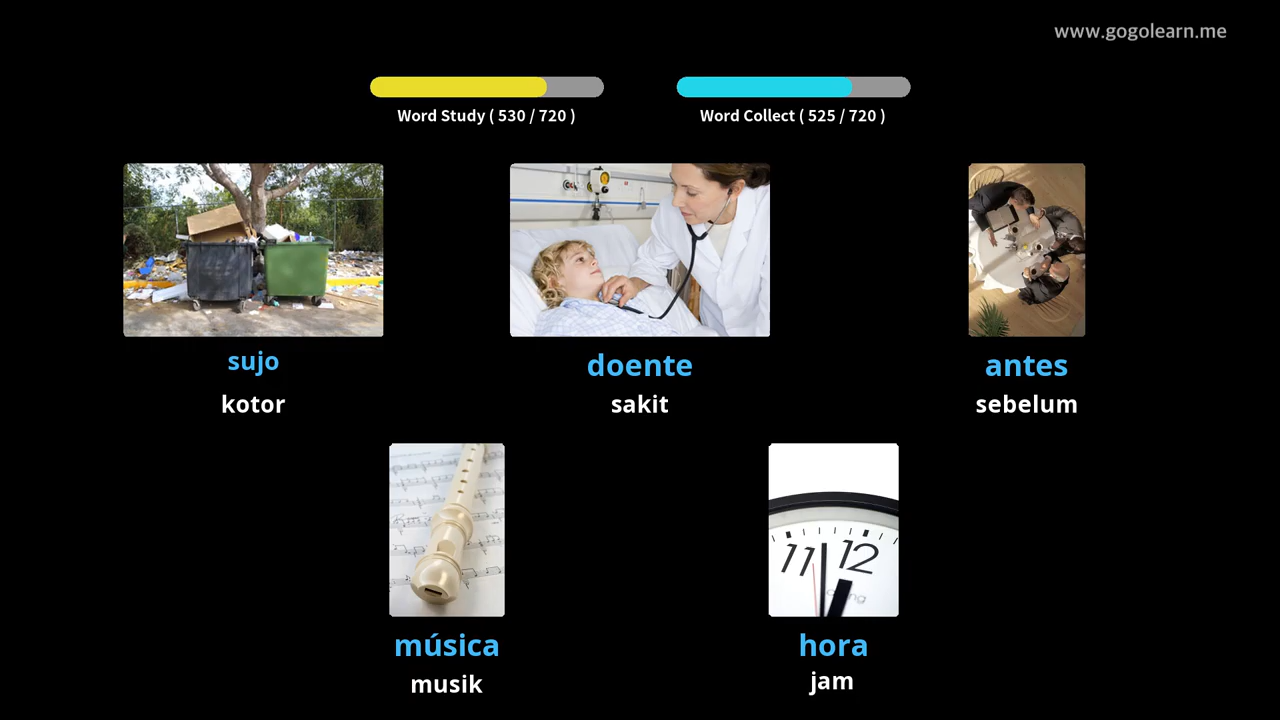 www.gogolearn.me
Word Study ( 530 / 720 )
Word Collect ( 525 / 720 )
sujo
doente
antes
kotor
sakit
sebelum
11
12
música
hora
musik
jam